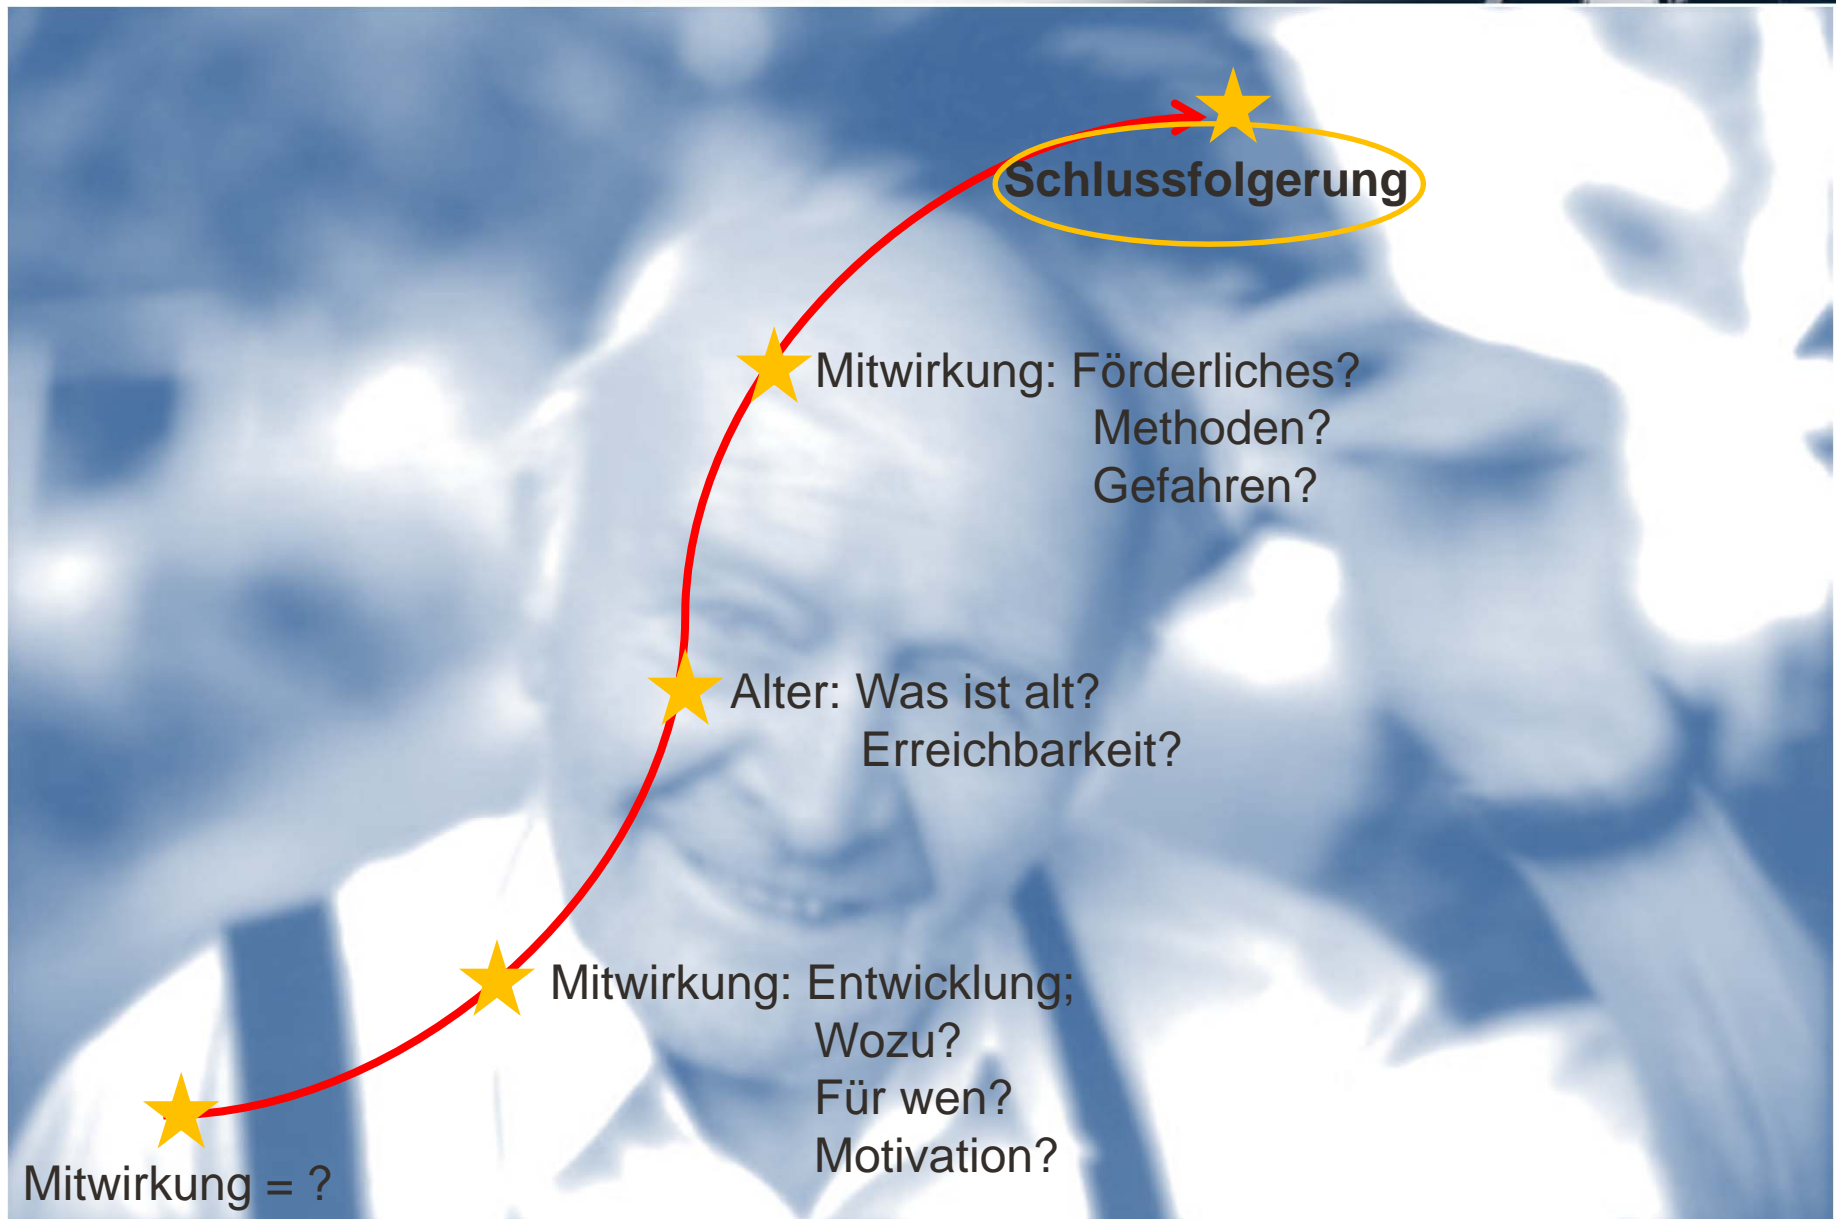 Schlussfolgerung
Mitwirkung: Förderliches?
Methoden?
Gefahren?
Alter: Was ist alt?
Erreichbarkeit?
Mitwirkung: Entwicklung;
Wozu?
Für wen?
Motivation?
Mitwirkung = ?